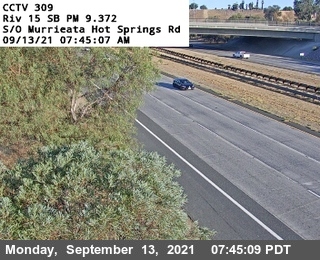 CCTV 309
Riv 15 SB PM 9.372
S/O Murrieata Hot Springs Rd
09/13/21 07:45:07 AM
Monday, September 13, 2021 07:45:09 PDT